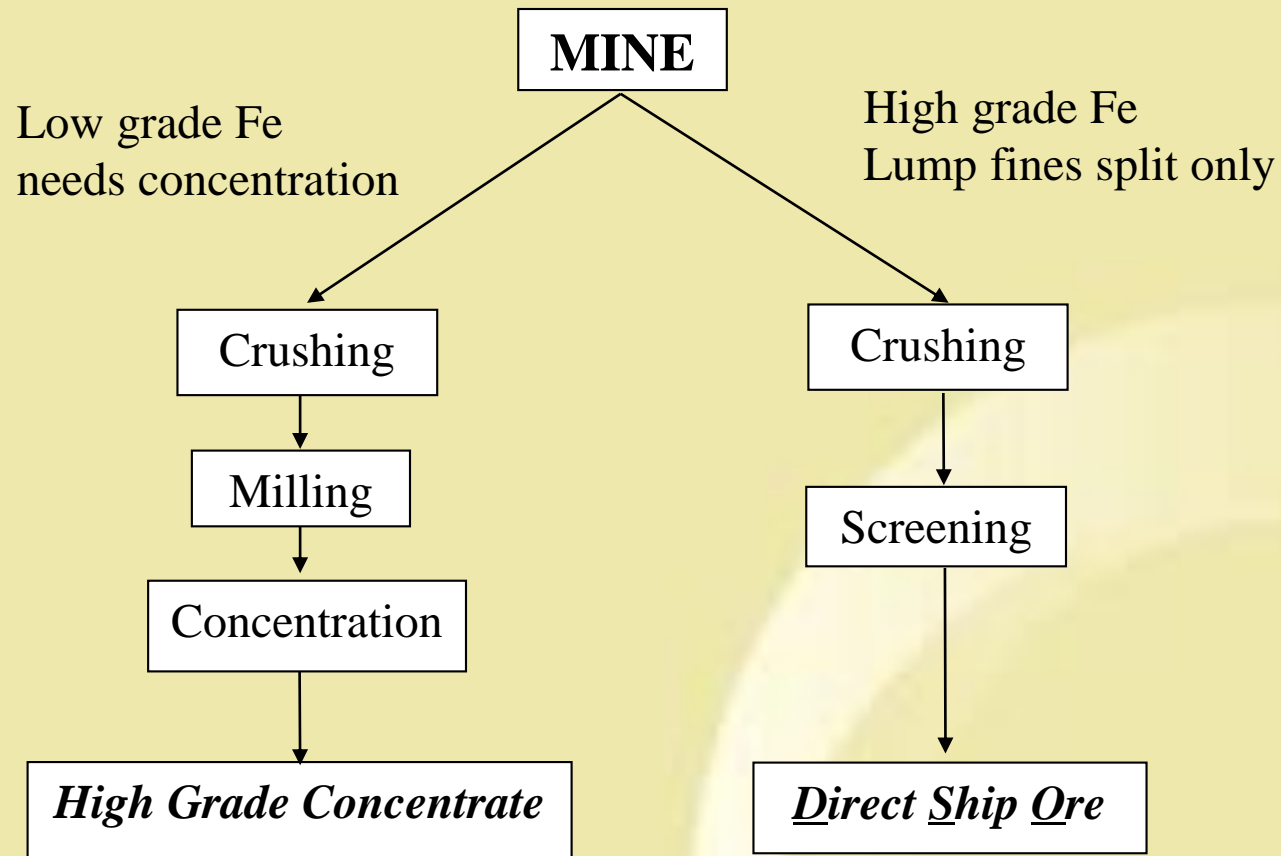 MINE
Low grade Fe
needs concentration
High grade Fe
Lump fines split only
Crushing
Milling
Concentration
High Grade Concentrate
Crushing
Screening
Direct Ship Ore